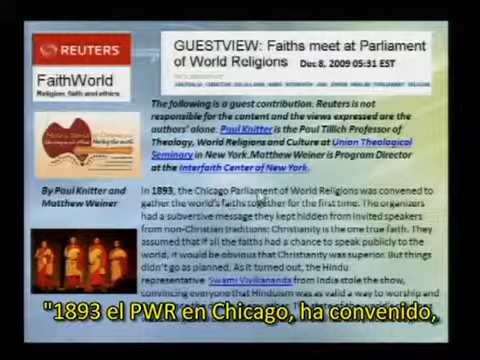 REUTERS
FaithWorld
Religion, faith and ethics
GUESTVIEW: Faiths meet at Parliament
of World Religions Dec 8, 2009 05:31 EST
The following is a guest contribution. Reuters is not
responsible for the content and the views expressed are the
authors' alone. Paul Knitter is the Paul Tillich Professor of
Theology, World Religions and Culture at Union Theological
Seminary in New York. Matthew Weiner is Program Director
at the Interfaith Center of New York.
By Paul Knitter and
Matthew Weiner
In 1893, the Chicago Parliament of World Religions was convened to
gather the world's faiths together for the first time. The organizers
had a subversive message they kept hidden from invited speakers
from non-Christian traditions: Christianity is the one true faith. They
assumed that if all the faiths had a chance to speak publicly to the
world, it would be obvious that Christianity was superior. But things
didn't go as planned. As it turned out, the Hindu
representative Swami Vivikananda from India stole the show,
convincing everyone that Hinduism was as valid a way to worship and
"1893 el PWR en Chicago, ha convenido,